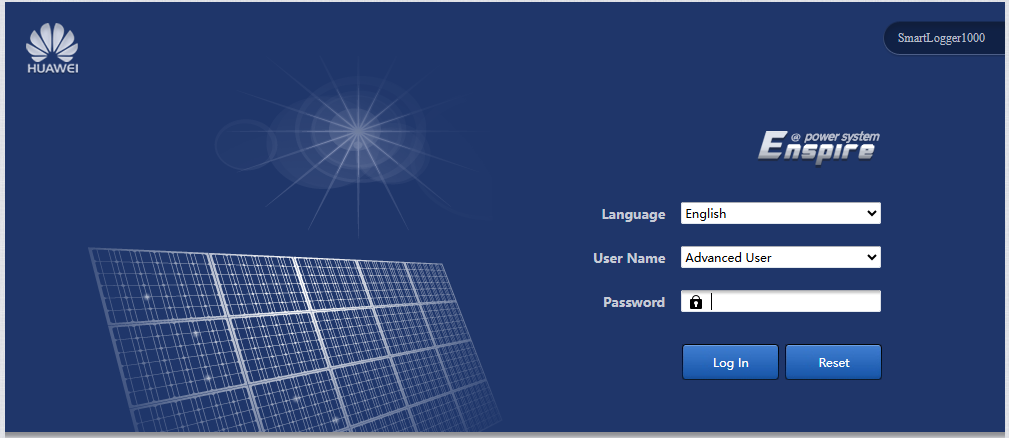 HUAWEI
SmartLogger1000
@ power system
Enspire
Language English
User Name Advanced User
Password
Log In Reset